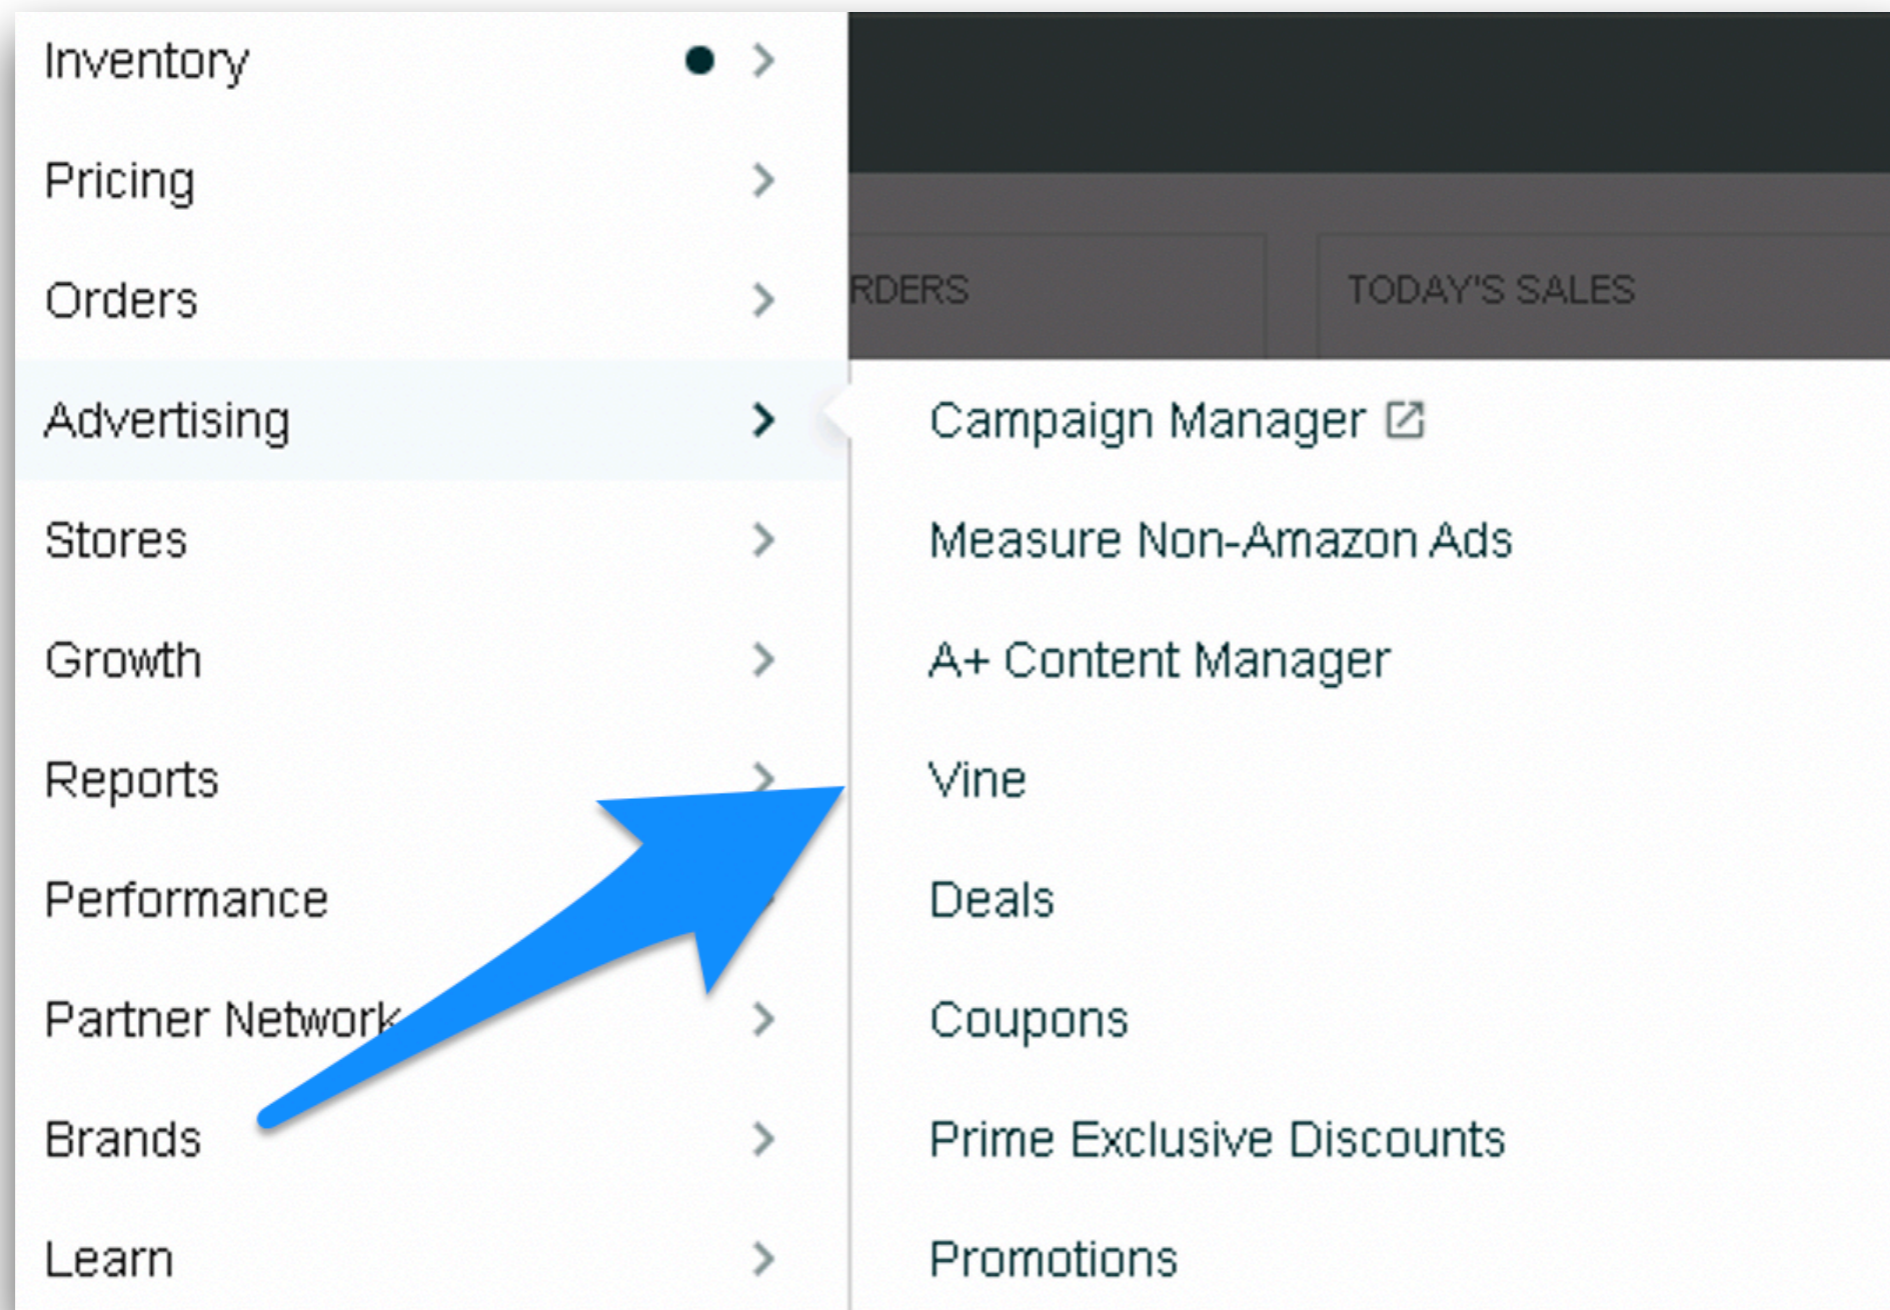 Inventory
Pricing
Orders
Advertising
Stores
Growth
Reports
Performance
Partner Network
Brands
Learn
RDERS
TODAY'S SALES
Campaign Manager
Measure Non-Amazon Ads
A+ Content Manager
Vine
Deals
Coupons
Prime Exclusive Discounts
Promotions